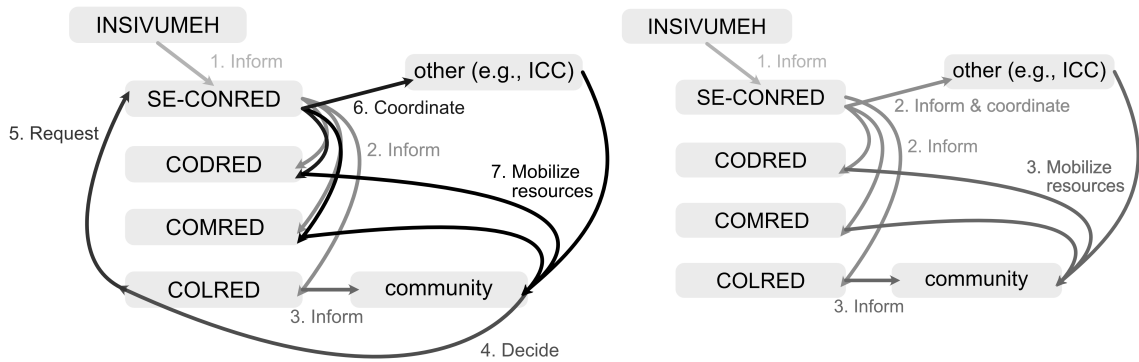 INSIVUMEH
1. Inform
SE-CONRED
other (e.g., ICC)
6. Coordinate
5. Request
2. Inform
CODRED
7. Mobilize
resources
COMRED
COLRED
community
3. Inform
4. Decide
INSIVUMEH
1. Inform
other (e.g., ICC)
SE-CONRED
2. Inform & coordinate
2. Inform
CODRED
3. Mobilize
resources
COMRED
COLRED
community
3. Inform